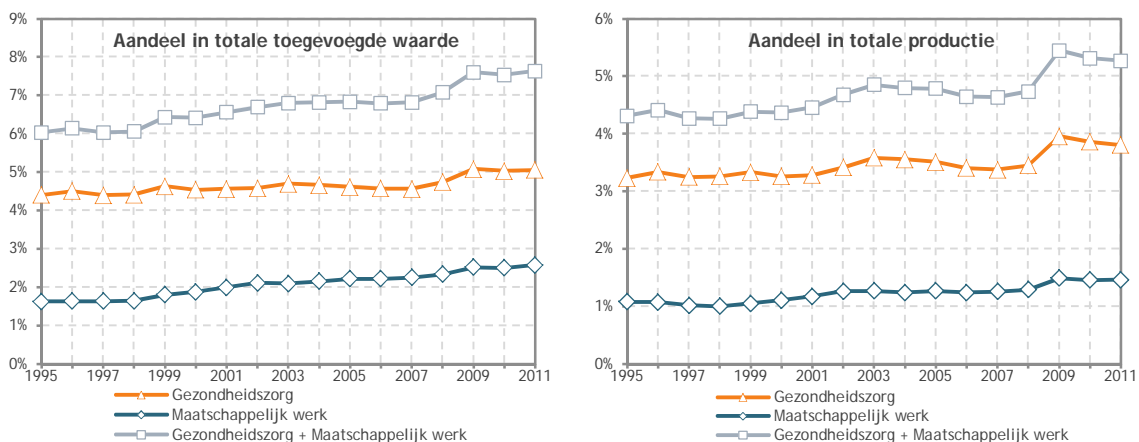 Aandeel in totale toegevoegde waarde
9%
8%
7%
6%
5%
4%
3%
2%
1%
0%
1995 1997 1999 2001 2003 2005 2007 2009 2011
Gezondheidszorg
Maatschappelijk werk
Gezondheidszorg + Maatschappelijk werk
Aandeel in totale productie
6%
5%
4%
3%
2%
1%
0%
1995 1997 1999 2001 2003 2005 2007 2009 2011
Gezondheidszorg
Maatschappelijk werk
Gezondheidszorg + Maatschappelijk werk